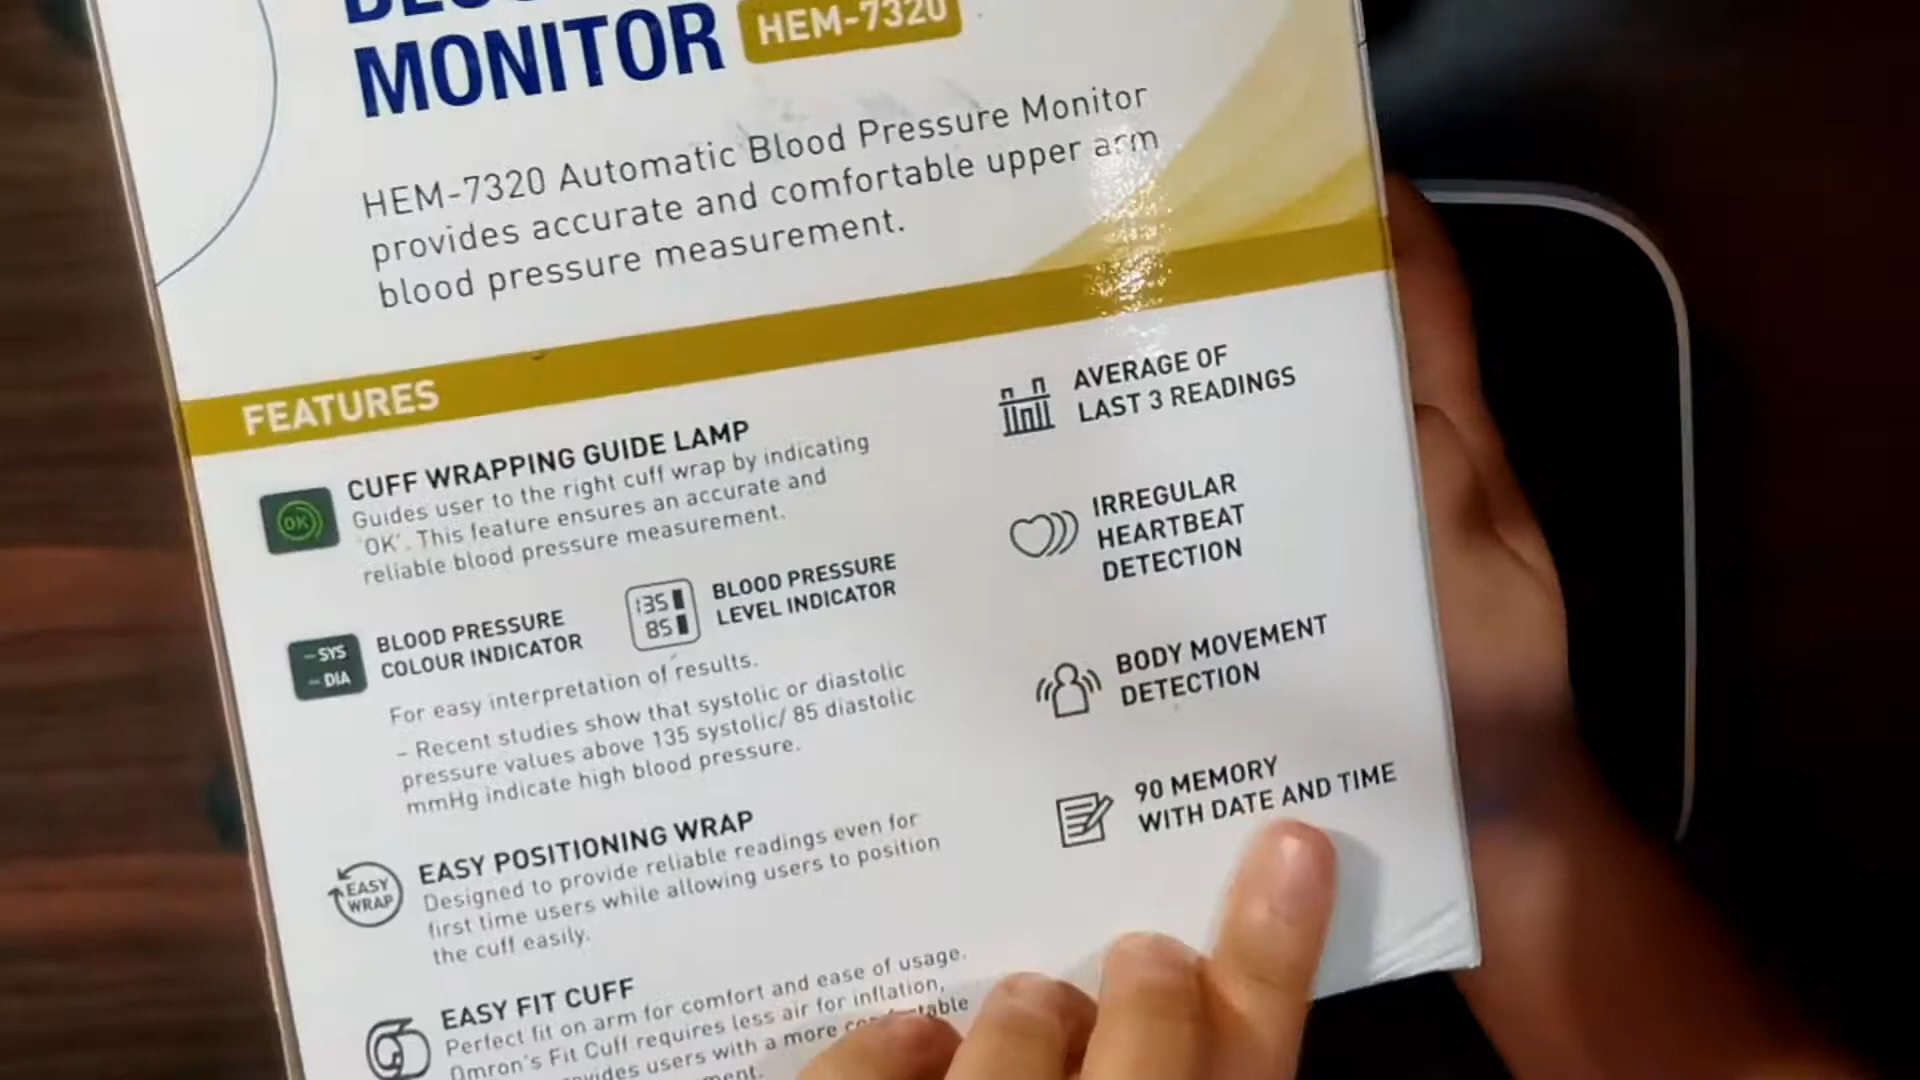 MONITOR HEM-7320
HEM-7320 Automatic Blood Pressure Monitor
provides accurate and comfortable upper arm
blood pressure measurement.
FEATURES
OK
CUFF WRAPPING GUIDE LAMP
Guides user to the right cuff wrap by indicating
'OK'. This feature ensures an accurate and
reliable blood pressure measurement.
SYS
DIA
BLOOD PRESSURE
COLOUR INDICATOR
135
85
BLOOD PRESSURE
LEVEL INDICATOR
For easy interpretation of results.
- Recent studies show that systolic or diastolic
pressure values above 135 systolic/ 85 diastolic
mmHg indicate high blood pressure.
EASY
WRAP
EASY POSITIONING WRAP
Designed to provide reliable readings even for
first time users while allowing users to position
the cuff easily.
EASY FIT CUFF
Perfect fit on arm for comfort and ease of usage.
Omron's Fit Cuff requires less air for inflation,
users with a more
AVERAGE OF
LAST 3 READINGS
IRREGULAR
HEARTBEAT
DETECTION
BODY MOVEMENT
DETECTION
90 MEMORY
WITH DATE AND TIME